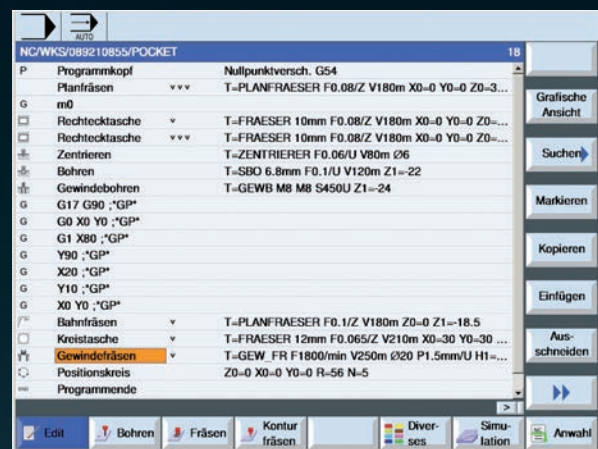 AUTO
NC/WKS/089210855/POCKET 18
P Programmkopf Nullpunktversch. G54
Planfräsen ▿▿▿ T=PLANFRAESER F0.08/Z V180m X0=0 Y0=0 Z0=3...
G m0
Rechtecktasche ▿ T=FRAESER 10mm F0.08/Z V180m X0=0 Y0=0 Z0=...
Rechtecktasche ▿▿▿ T=FRAESER 10mm F0.08/Z V180m X0=0 Y0=0 Z0=...
Zentrieren T=ZENTRIERER F0.06/U V80m Ø6
Bohren T=SBO 6.8mm F0.1/U V120m Z1=-22
Gewindebohren T=GEWB M8 M8 S450U Z1=-24
G G17 G90 ;*GP*
G G0 X0 Y0 ;*GP*
G G1 X80 ;*GP*
G Y90 ;*GP*
G X20 ;*GP*
G Y10 ;*GP*
G X0 Y0 ;*GP*
Bahnfräsen ▿ T=PLANFRAESER F0.1/Z V180m Z0=0 Z1=-18.5
Kreistasche ▿ T=FRAESER 12mm F0.065/Z V210m X0=30 Y0=30 ...
Gewindefräsen ▿ T=GEW_FR F1800/min V250m Ø20 P1.5mm/U H1=...
Positionskreis Z0=0 X0=0 Y0=0 R=56 N=5
END Programmende
>
Grafische
Ansicht
Suchen
Markieren
Kopieren
Einfügen
Aus-
schneiden
Edit
Bohren
Fräsen
Kontur
fräsen
Diver-
ses
Simu-
lation
Anwahl